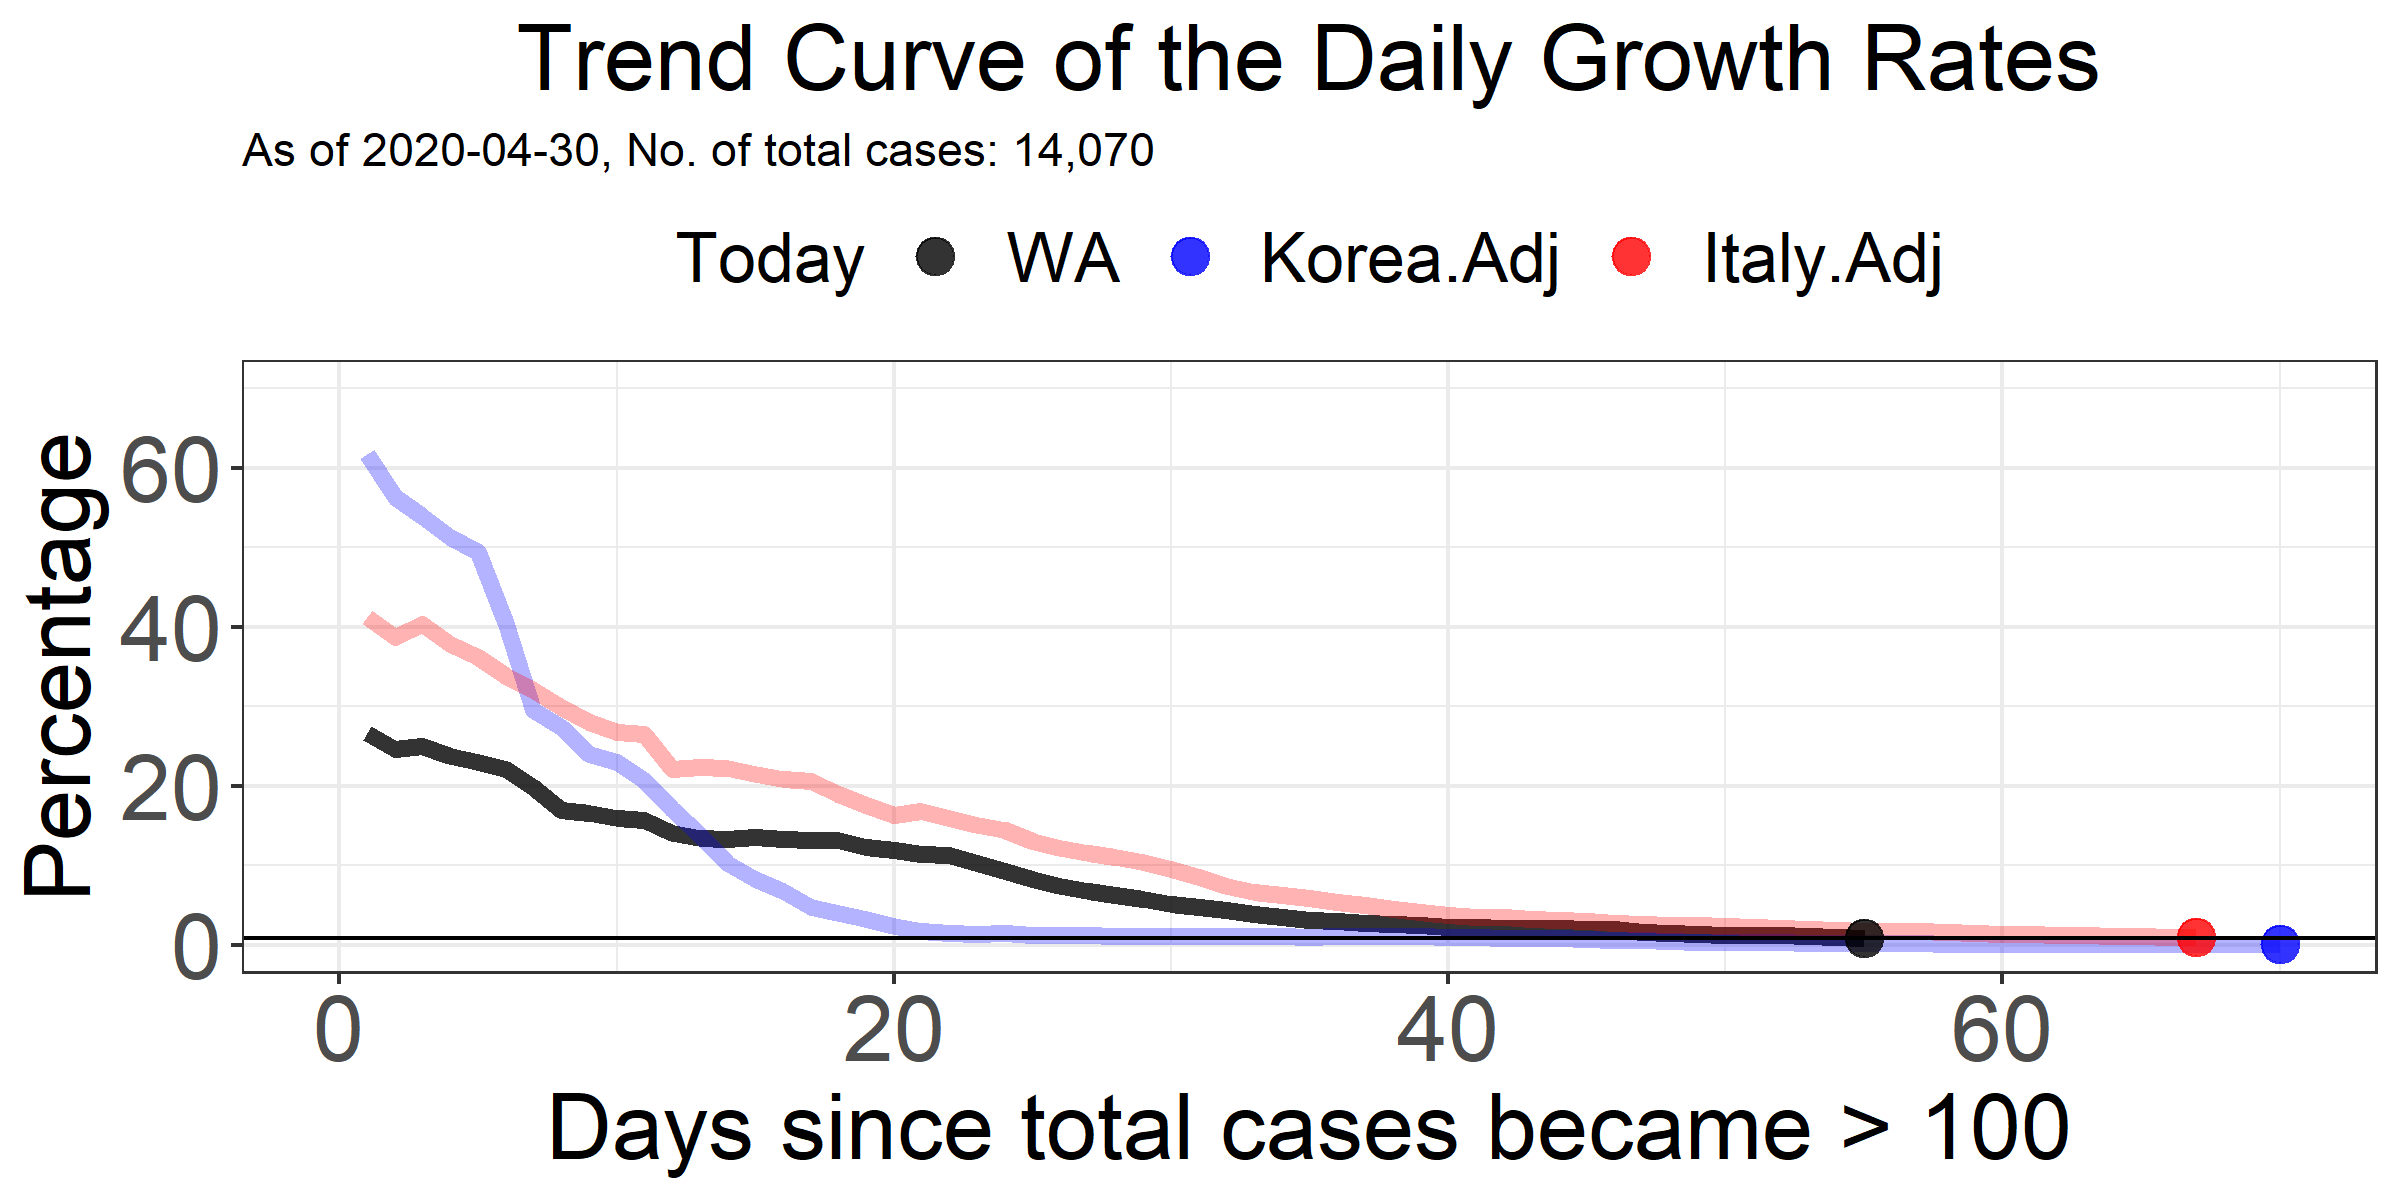 Trend Curve of the Daily Growth Rates
As of 2020-04-30, No. of total cases: 14,070
Today WA Korea.Adj Italy.Adj
Percentage
60
40
20
0
0 20 40 60
Days since total cases became > 100